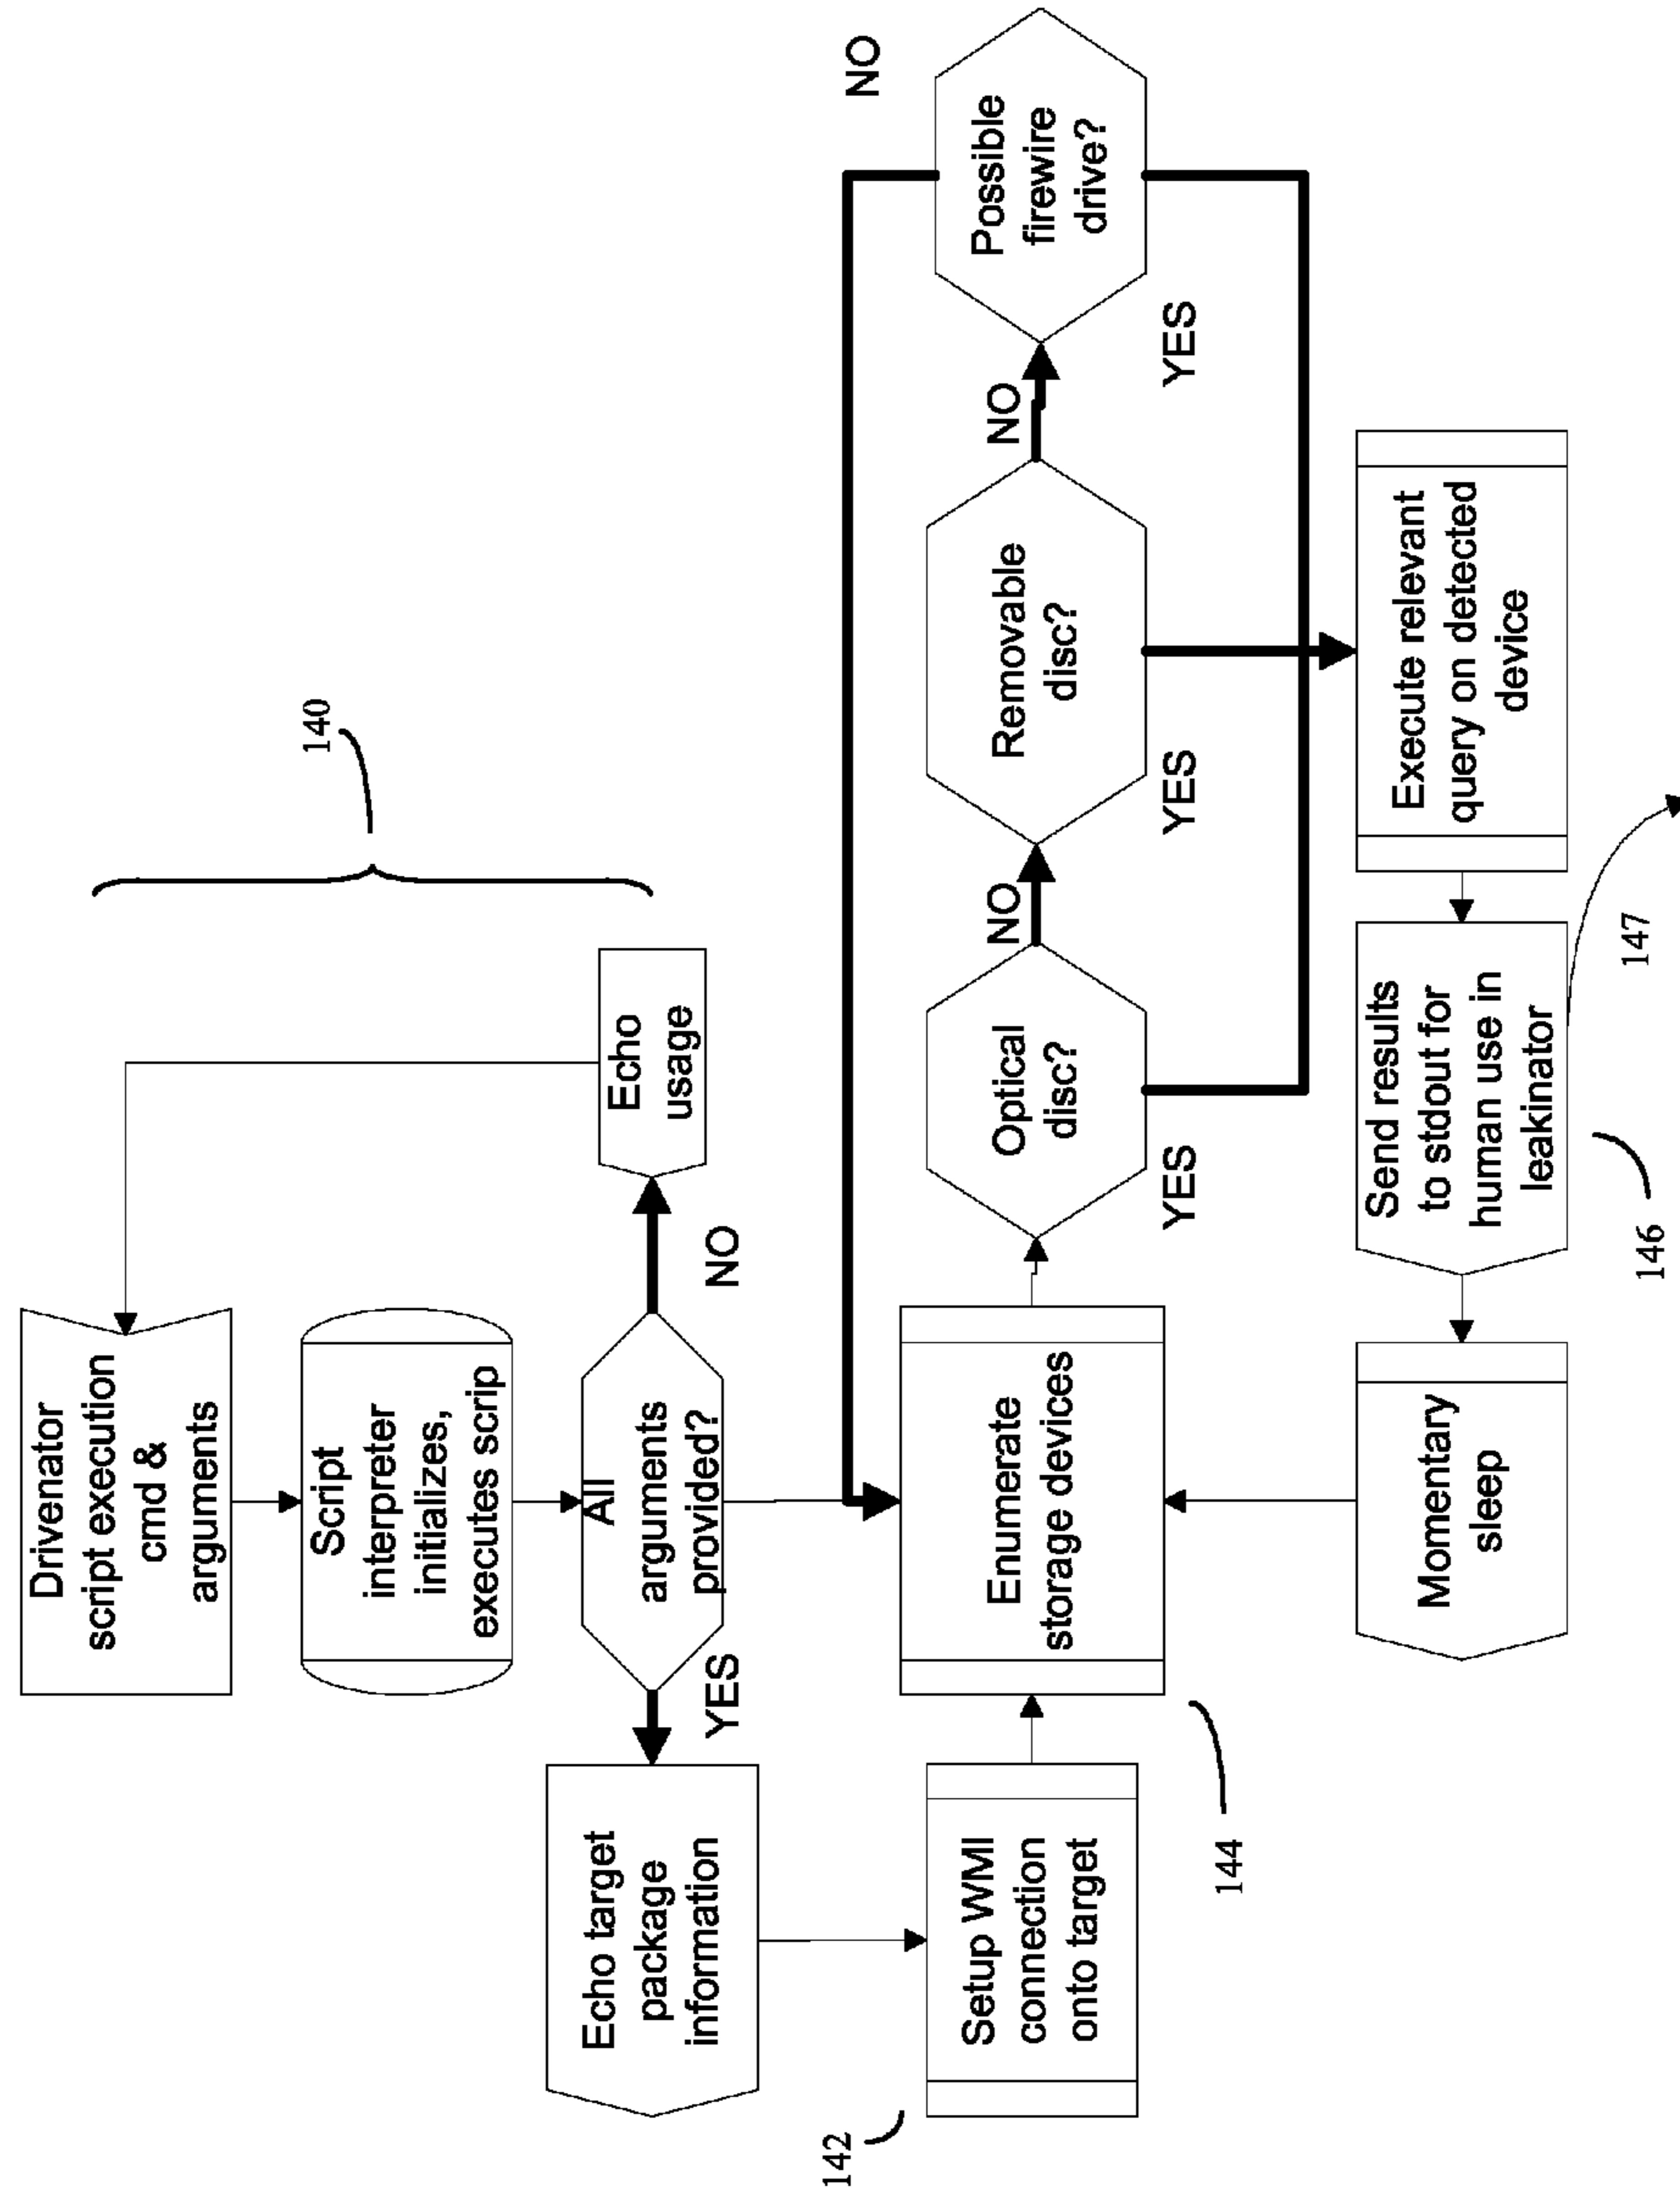 Drivenator
script execution
cmd &
arguments
Script
interpreter
initializes,
executes scrip
All
arguments
provided?
NO
Echo
usage
140
YES
Echo target
package
information
142
Setup WMI
connection
onto target
144
Enunerate
storage devices
Optical
disc?
NO
YES
Removable
disc?
NO
YES
Possible
firewire
drive?
NO
YES
Execute relevant
query on detected
device
Send results
to stdout for
human use in
leakinator
146
147
Momentary
sleep